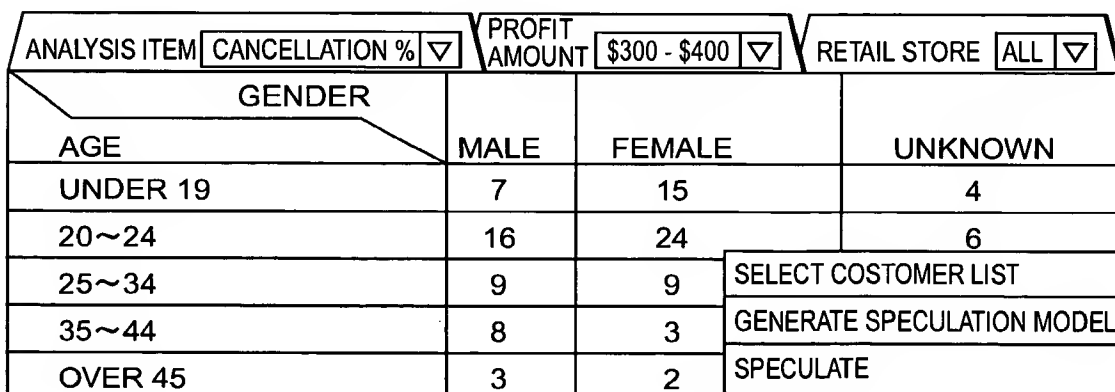 ANALYSIS ITEM CANCELLATION % ▽ PROFIT AMOUNT $300 - $400 ▽ RETAIL STORE ALL ▽
GENDER
AGE MALE FEMALE UNKNOWN
UNDER 19 7 15 4
20~24 16 24 6
25~34 9 9 SELECT COSTOMER LIST
35~44 8 3 GENERATE SPECULATION MODEL
OVER 45 3 2 SPECULATE